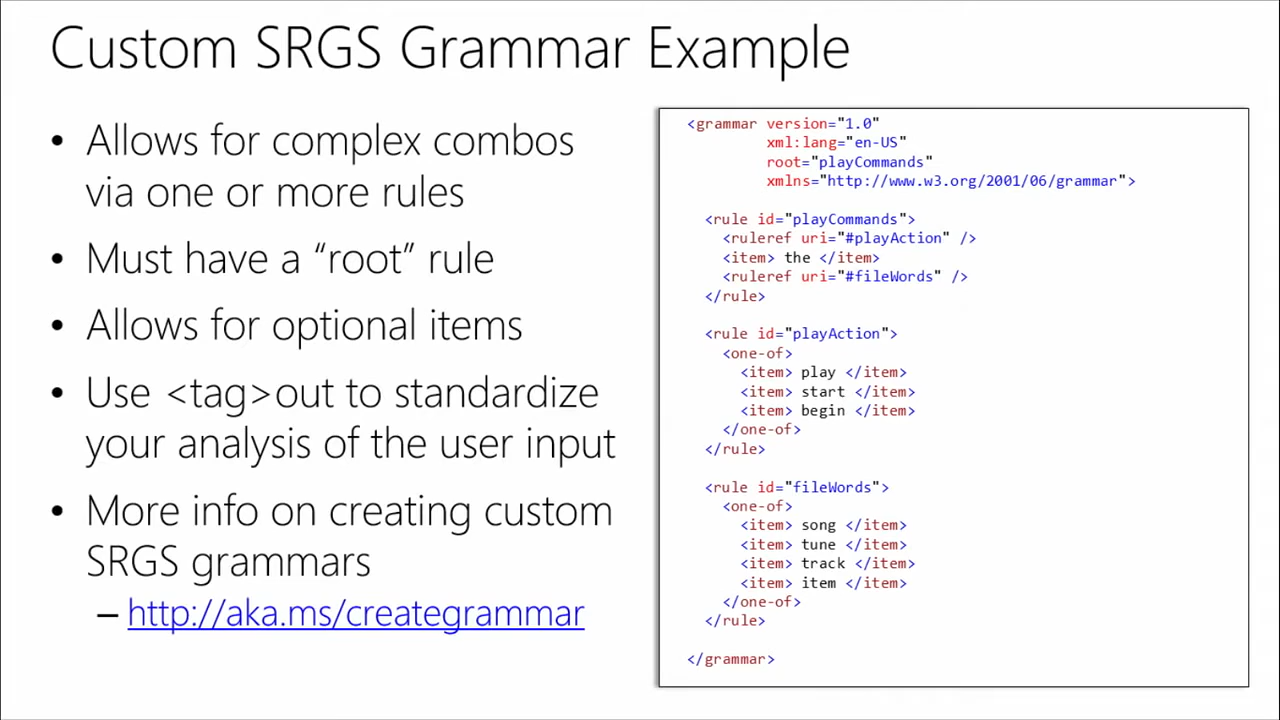 Custom SRGS Grammar Example
• Allows for complex combos
via one or more rules
• Must have a “root” rule
• Allows for optional items
• Use <tag>out to standardize
your analysis of the user input
• More info on creating custom
SRGS grammars
– http://aka.ms/creategrammar
<grammar version="1.0"
xml:lang="en-US"
root="playCommands"
xmlns="http://www.w3.org/2001/06/grammar">
<rule id="playCommands">
<ruleref uri="#playAction" />
<item> the </item>
<ruleref uri="#fileWords" />
</rule>
<rule id="playAction">
<one-of>
<item> play </item>
<item> start </item>
<item> begin </item>
</one-of>
</rule>
<rule id="fileWords">
<one-of>
<item> song </item>
<item> tune </item>
<item> track </item>
<item> item </item>
</one-of>
</rule>
</grammar>